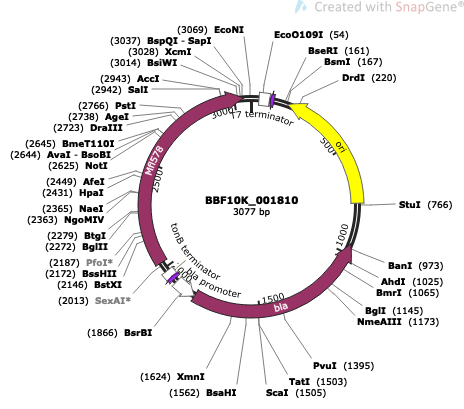 Created with SnapGene®
(3069) EcoNI
(3037) BspQI - SapI
(3028) XcmI
(3014) BsiWI
(2943) AccI
(2942) SalI
(2766) PstI
(2738) AgeI
(2723) DraIII
(2645) BmeT110I
(2644) AvaI - BsoBI
(2625) NotI
(2449) AfeI
(2431) HpaI
(2365) NaeI
(2363) NgoMIV
(2279) BtgI
(2272) BglII
(2187) PfoI*
(2172) BssHII
(2146) BstXI
(2013) SexAI*
(1866) BsrBI
(1624) XmnI
(1562) BsaHI
ScaI (1505)
TatI (1503)
PvuI (1395)
NmeAIII (1173)
BglI (1145)
BmrI (1065)
AhdI (1025)
BanI (973)
StuI (766)
DrdI (220)
BsmI (167)
BseRI (161)
EcoO109I (54)
T7 terminator
ori
bla
bla promoter
tonB terminator
500
1000
1500
2500
3000
BBF10K_001810
3077 bp